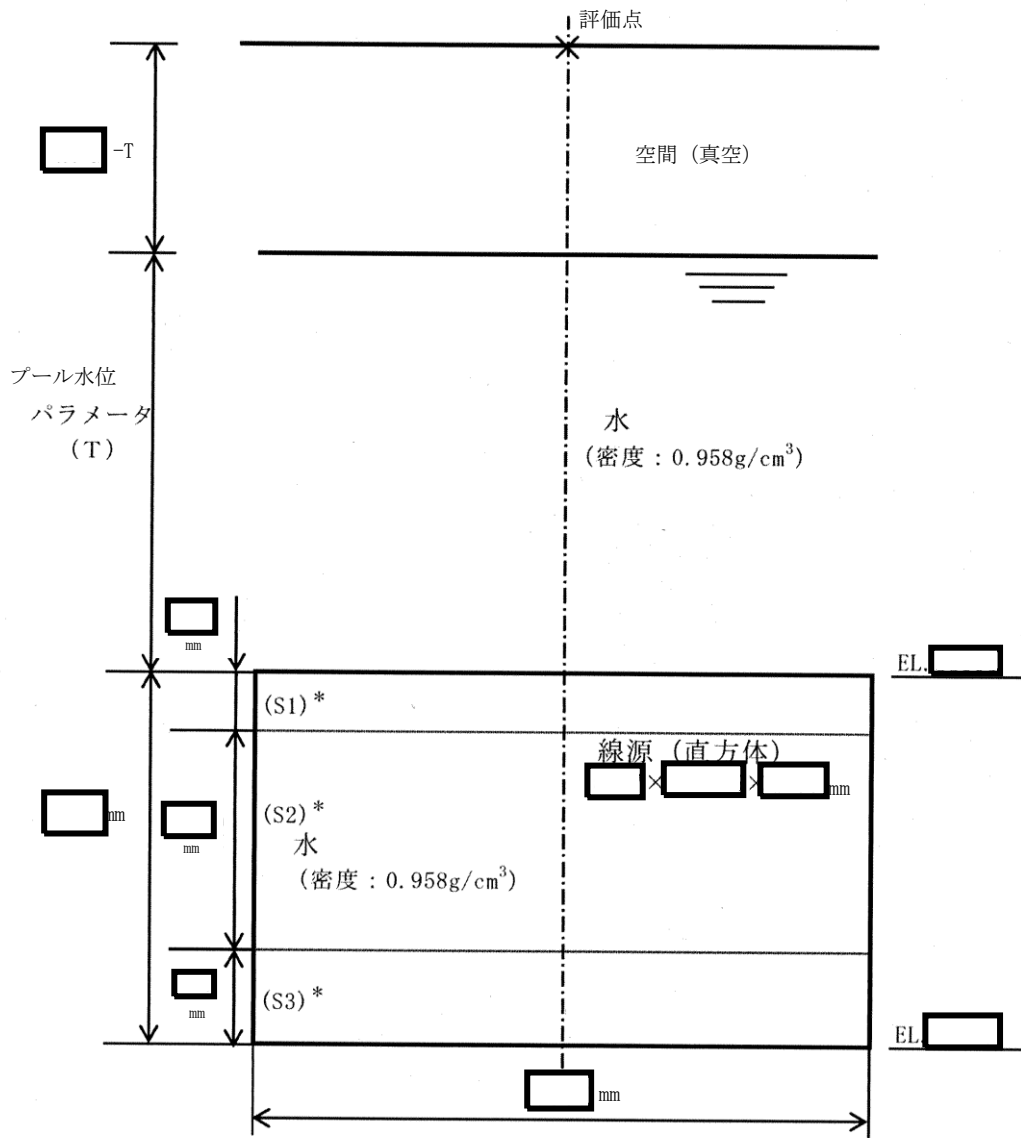 評価点
-T
空間（真空）
プール水位
パラメータ
(T)
水
(密度：0.958g/cm³)
mm
EL.
(S1)*
線源（直方体）
× × mm
mm
mm
(S2)*
水
(密度：0.958g/cm³)
mm
(S3)*
EL.
mm